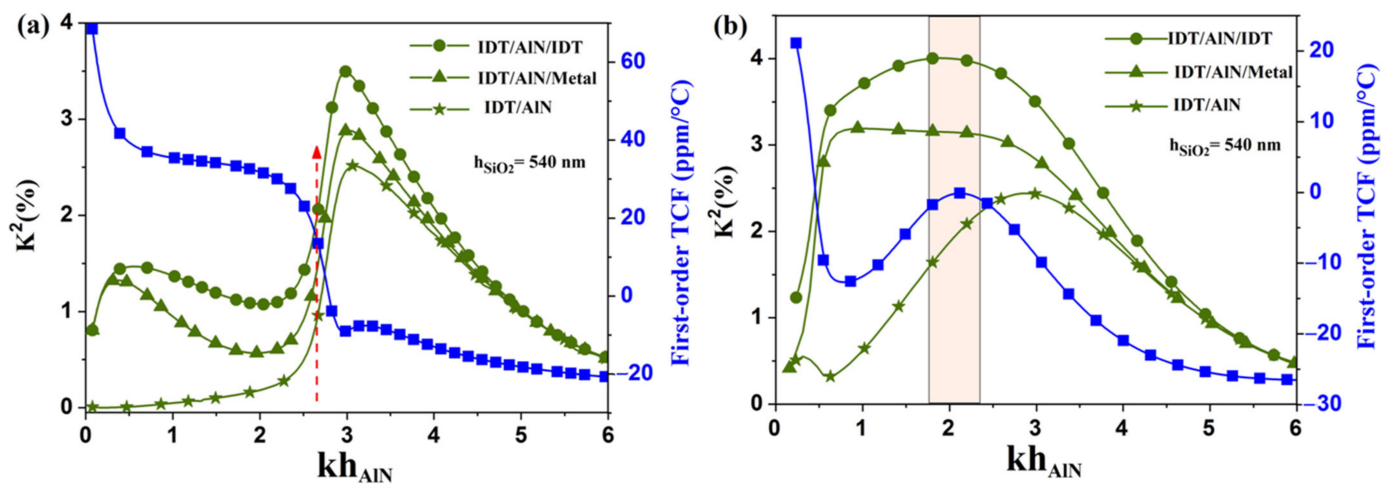 (a)
K²(%)
4
3
2
1
0
IDT/AlN/IDT
IDT/AlN/Metal
IDT/AlN
h_SiO₂= 540 nm
60
40
20
0
−20
First-order TCF (ppm/°C)
0 1 2 3 4 5 6
kh_AlN
(b)
K²(%)
4
3
2
1
0
IDT/AlN/IDT
IDT/AlN/Metal
IDT/AlN
h_SiO₂= 540 nm
20
10
0
−10
−20
−30
First-order TCF (ppm/°C)
0 1 2 3 4 5 6
kh_AlN